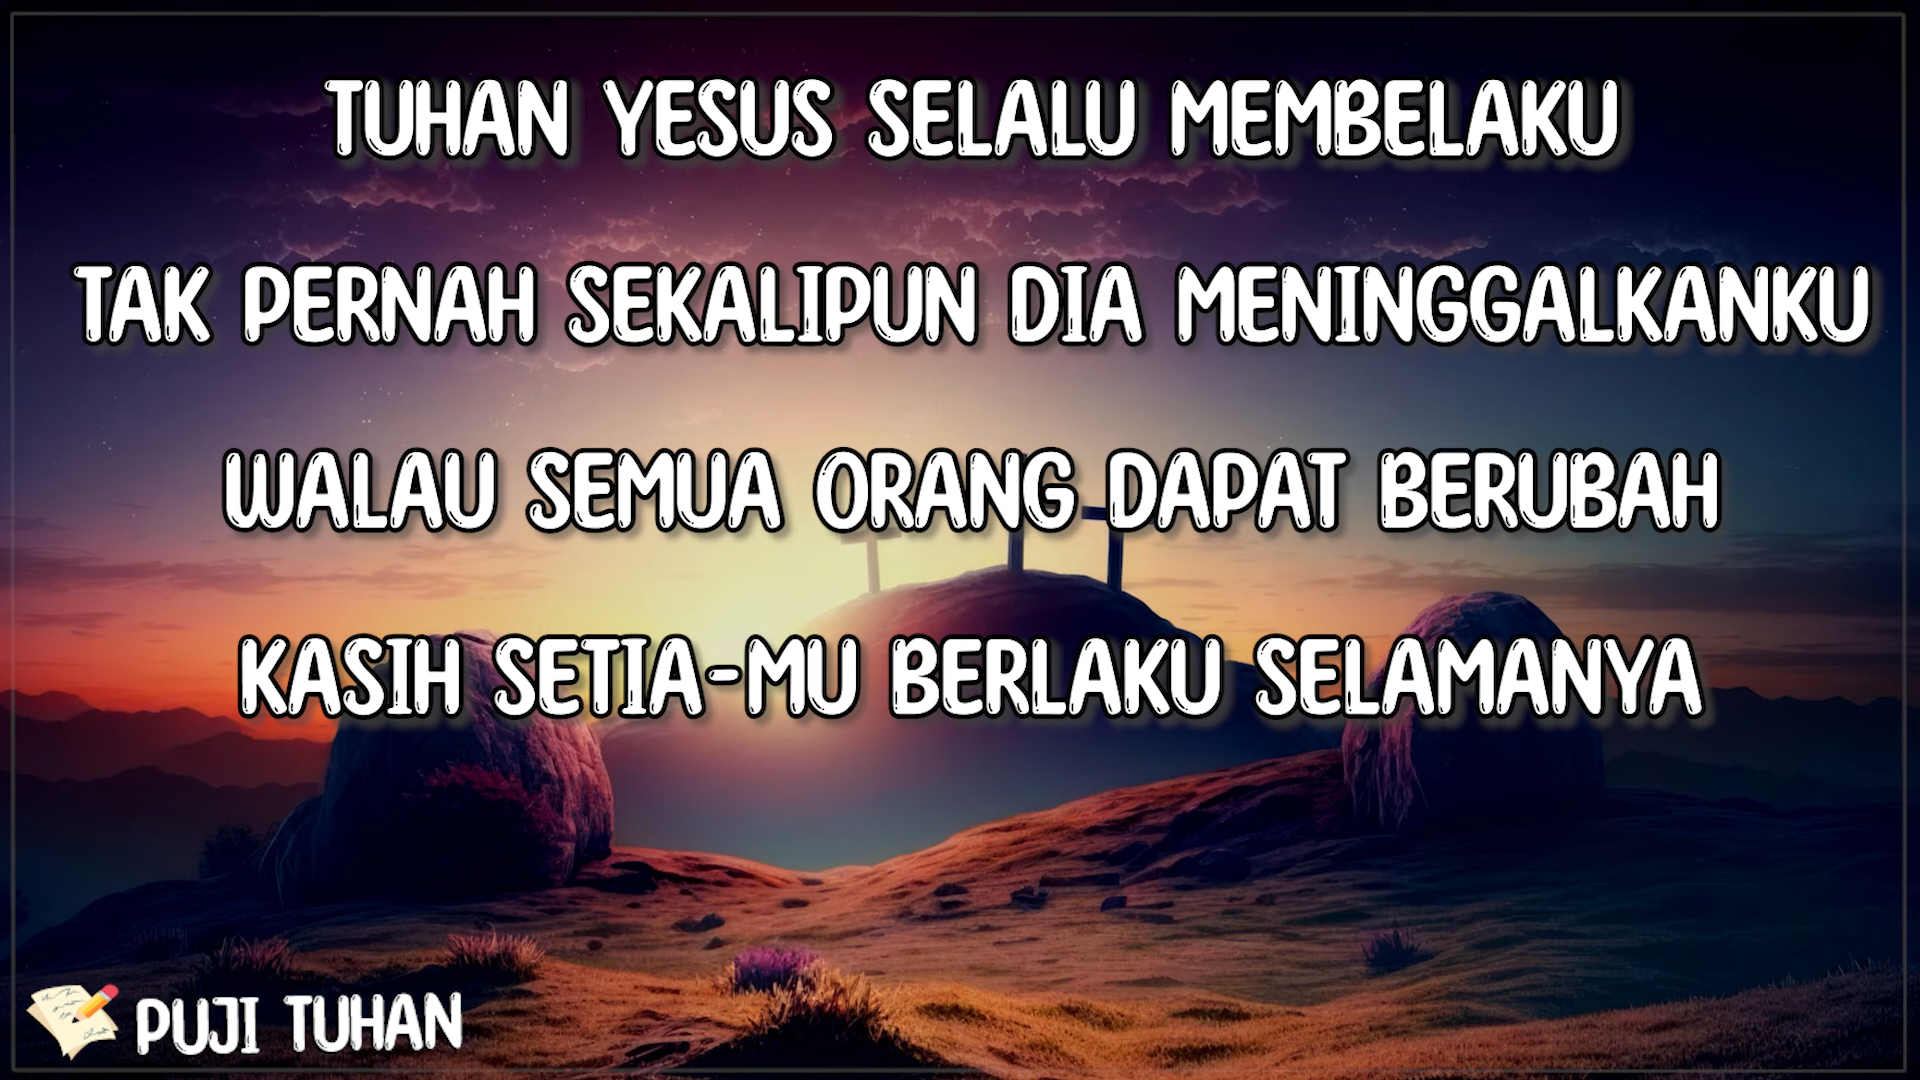 TUHAN YESUS SELALU MEMBELAKU
TAK PERNAH SEKALIPUN DIA MENINGGALKANKU
WALAU SEMUA ORANG DAPAT BERUBAH
KASIH SETIA-MU BERLAKU SELAMANYA
PUJI TUHAN